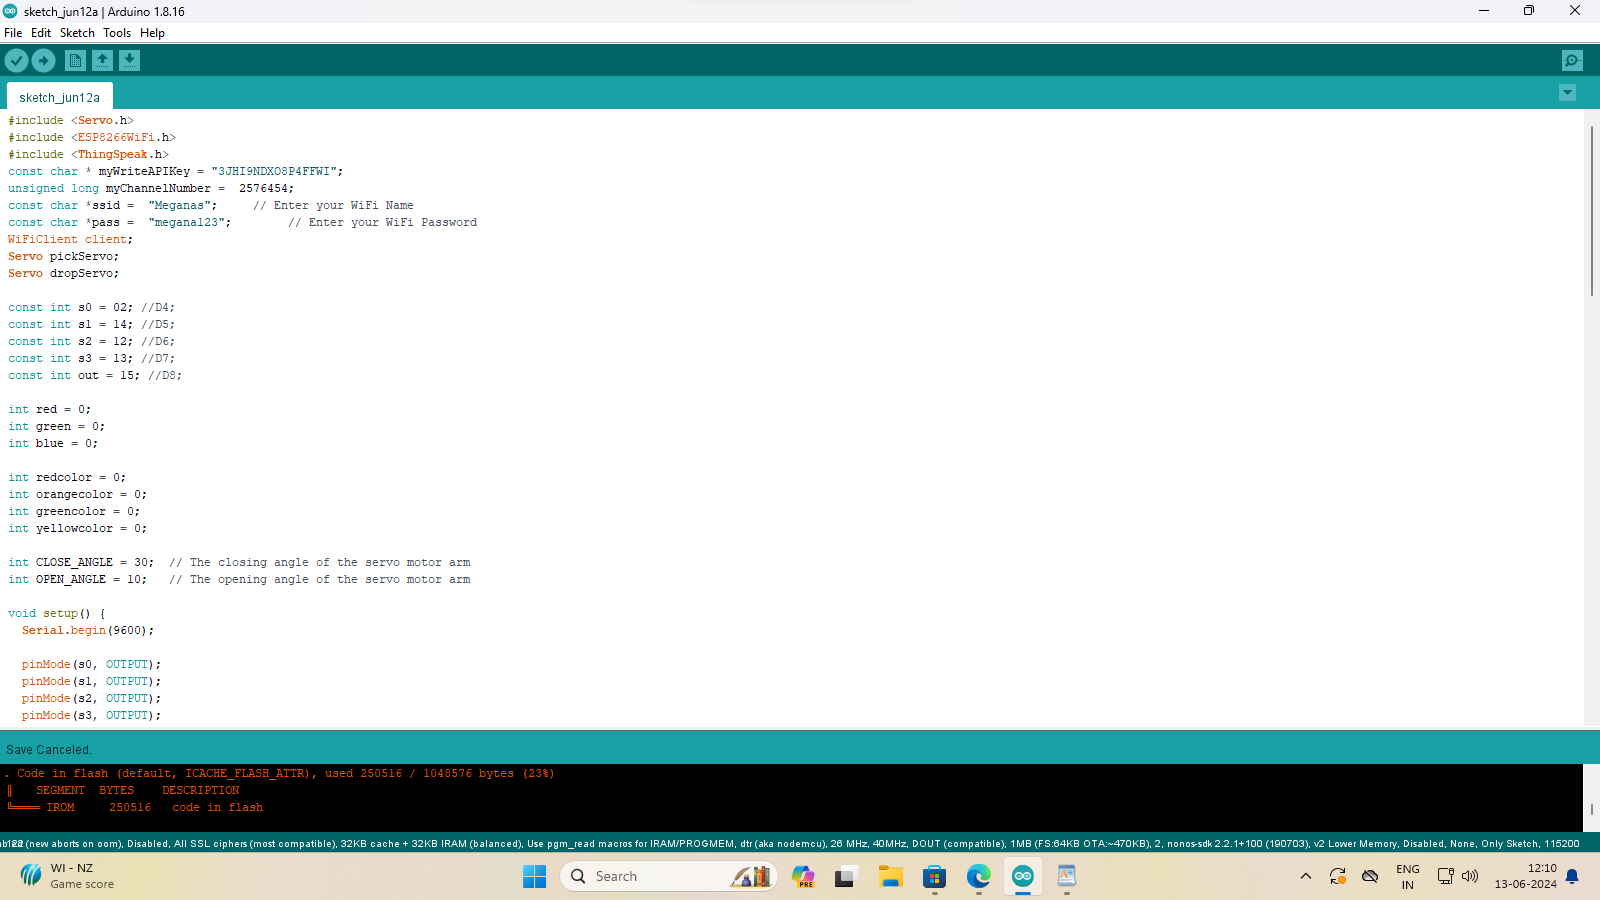 sketch_jun12a | Arduino 1.8.16
File Edit Sketch Tools Help
sketch_jun12a
#include <Servo.h>
#include <ESP8266WiFi.h>
#include <ThingSpeak.h>
const char * myWriteAPIKey = "3JHI9NDXO8P4FFWI";
unsigned long myChannelNumber =  2576454;
const char *ssid =  "Meganas";     // Enter your WiFi Name
const char *pass =  "megana123";        // Enter your WiFi Password
WiFiClient client;
Servo pickServo;
Servo dropServo;
const int s0 = 02; //D4;
const int s1 = 14; //D5;
const int s2 = 12; //D6;
const int s3 = 13; //D7;
const int out = 15; //D8;
int red = 0;
int green = 0;
int blue = 0;
int redcolor = 0;
int orangecolor = 0;
int greencolor = 0;
int yellowcolor = 0;
int CLOSE_ANGLE = 30;  // The closing angle of the servo motor arm
int OPEN_ANGLE = 10;   // The opening angle of the servo motor arm
void setup() {
Serial.begin(9600);
pinMode(s0, OUTPUT);
pinMode(s1, OUTPUT);
pinMode(s2, OUTPUT);
pinMode(s3, OUTPUT);
Save Canceled.
. Code in flash (default, ICACHE_FLASH_ATTR), used 250516 / 1048576 bytes (23%)
SEGMENT  BYTES    DESCRIPTION
IROM     250516   code in flash
(new aborts on oom), Disabled, All SSL ciphers (most compatible), 32KB cache + 32KB IRAM (balanced), Use pgm_read macros for IRAM/PROGMEM, dtr (aka nodemcu), 26 MHz, 40MHz, DOUT (compatible), 1MB (FS:64KB OTA:~470KB), 2, nonos-sdk 2.2.1+100 (190703), v2 Lower Memory, Disabled, None, Only Sketch, 115200
WI - NZ
Game score
Search
PRE
ENG
IN
12:10
13-06-2024